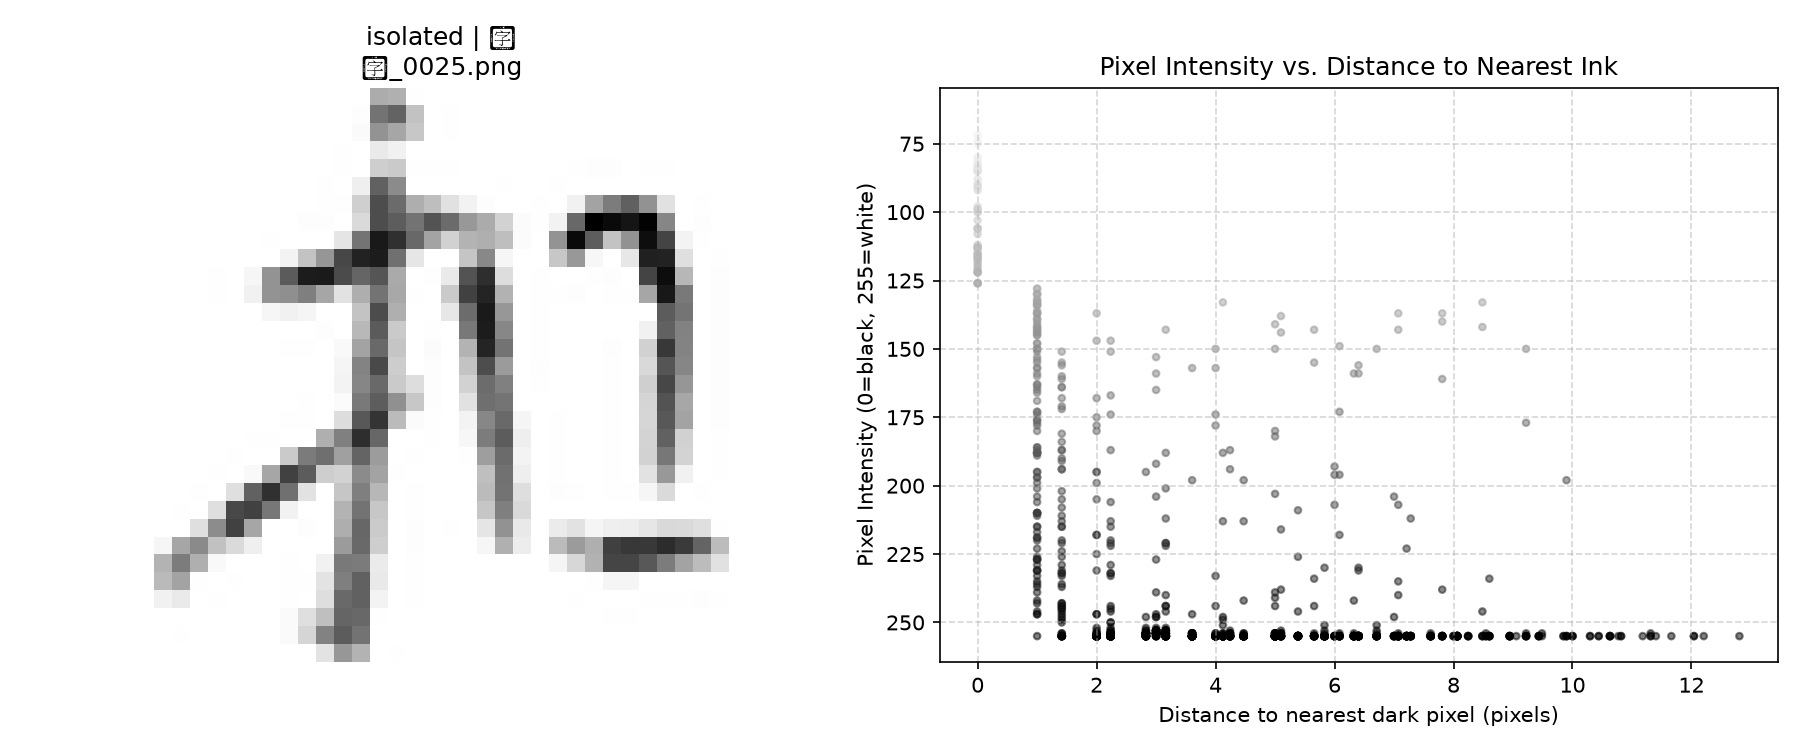 isolated |
_0025.png
Pixel Intensity vs. Distance to Nearest Ink
Pixel Intensity (0=black, 255=white)
75
100
125
150
175
200
225
250
0 2 4 6 8 10 12
Distance to nearest dark pixel (pixels)